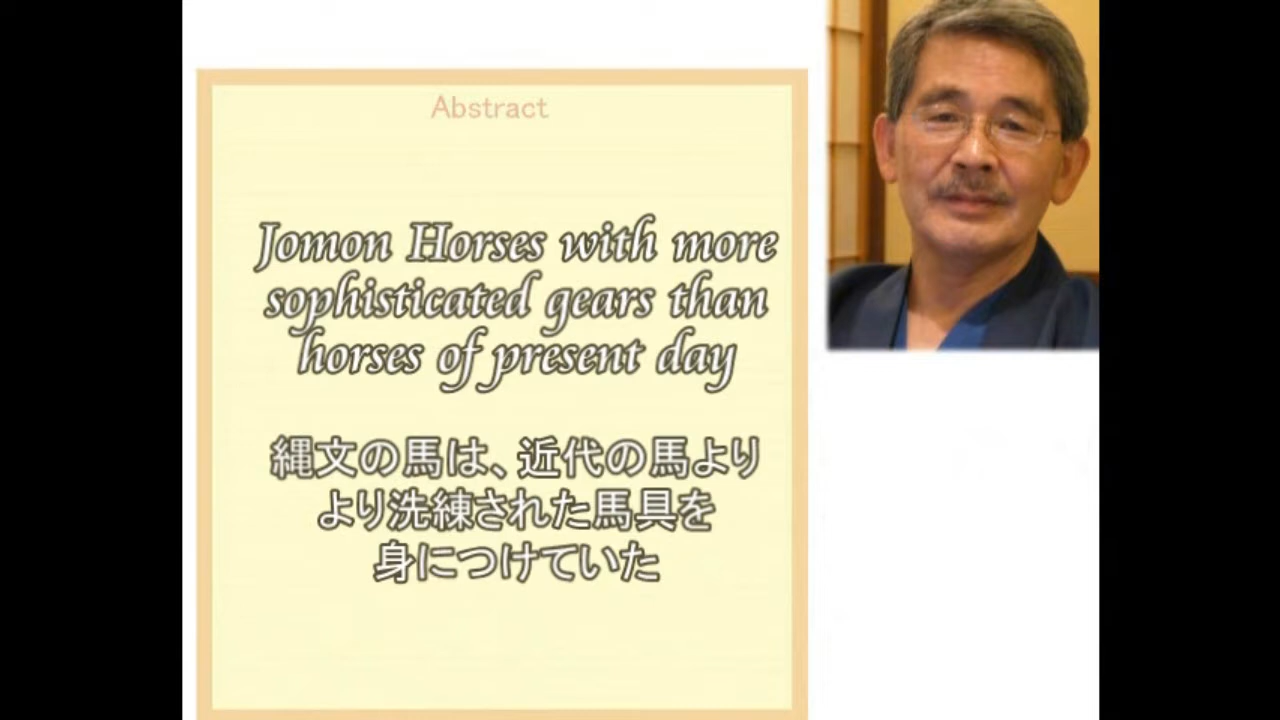 Abstract
Jomon Horses with more
sophisticated gears than
horses of present day
縄文の馬は、近代の馬より
より洗練された馬具を
身につけていた